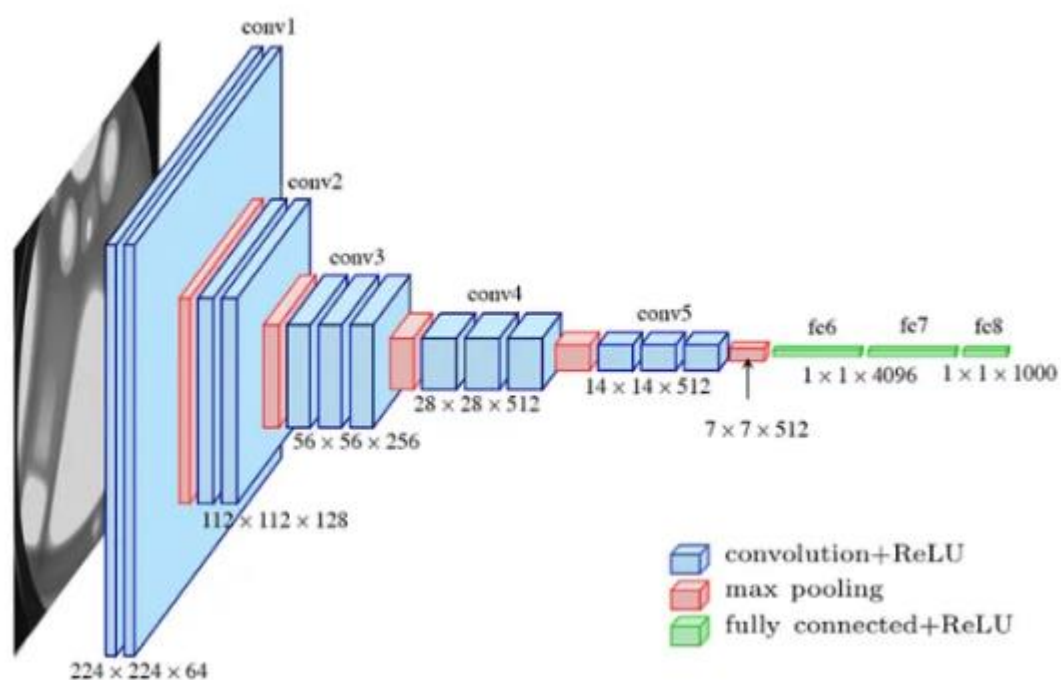 conv1
conv2
conv3
conv4
conv5
fc6
fc7
fc8
1 × 1 × 4096
1 × 1 × 1000
14 × 14 × 512
28 × 28 × 512
7 × 7 × 512
56 × 56 × 256
112 × 112 × 128
224 × 224 × 64
convolution+ReLU
max pooling
fully connected+ReLU